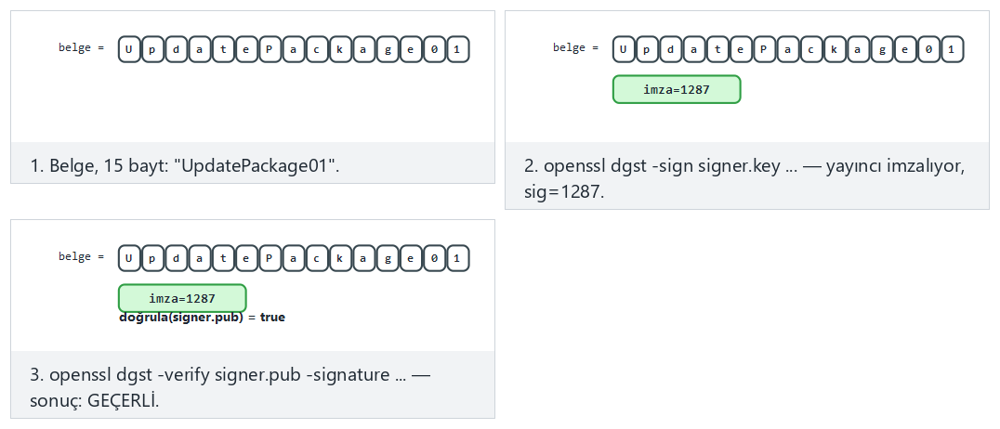 belge = U p d a t e P a c k a g e 0 1
1. Belge, 15 bayt: "UpdatePackage01".
belge = U p d a t e P a c k a g e 0 1
imza=1287
2. openssl dgst -sign signer.key ... — yayıncı imzalıyor,
sig=1287.
belge = U p d a t e P a c k a g e 0 1
imza=1287
doğrula(signer.pub) = true
3. openssl dgst -verify signer.pub -signature ... —
sonuç: GEÇERLİ.